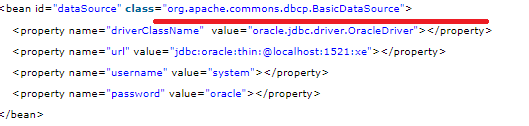 <bean id="dataSource" class="org.apache.commons.dbcp.BasicDataSource">
<property name="driverClassName" value="oracle.jdbc.driver.OracleDriver"></property>
<property name="url" value="jdbc:oracle:thin:@localhost:1521:xe"></property>
<property name="username" value="system"></property>
<property name="password" value="oracle"></property>
</bean>